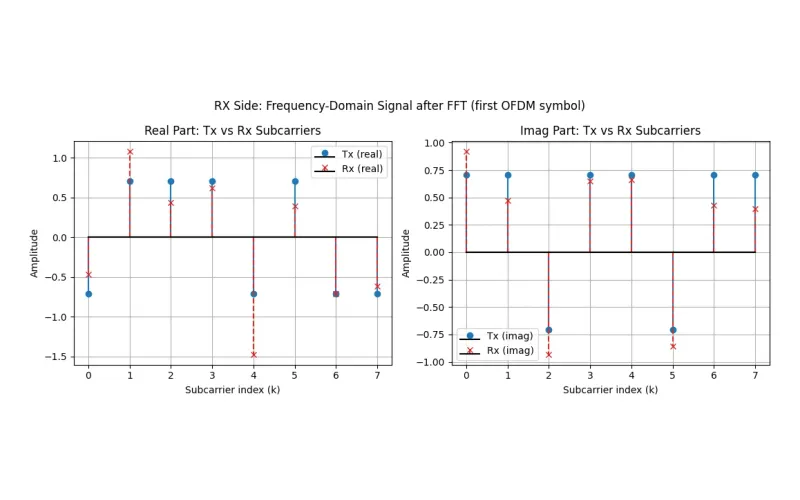 RX Side: Frequency-Domain Signal after FFT (first OFDM symbol)
Real Part: Tx vs Rx Subcarriers
Tx (real)
Rx (real)
Amplitude
1.0
0.5
0.0
−0.5
−1.0
−1.5
0 1 2 3 4 5 6 7
Subcarrier index (k)
Imag Part: Tx vs Rx Subcarriers
Tx (imag)
Rx (imag)
Amplitude
1.00
0.75
0.50
0.25
0.00
−0.25
−0.50
−0.75
−1.00
0 1 2 3 4 5 6 7
Subcarrier index (k)